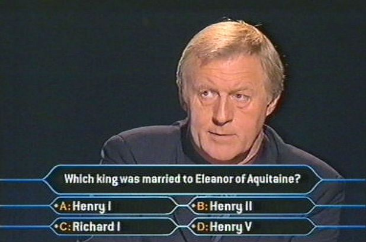 Which king was married to Eleanor of Aquitaine?
A: Henry I
B: Henry II
C: Richard I
D: Henry V